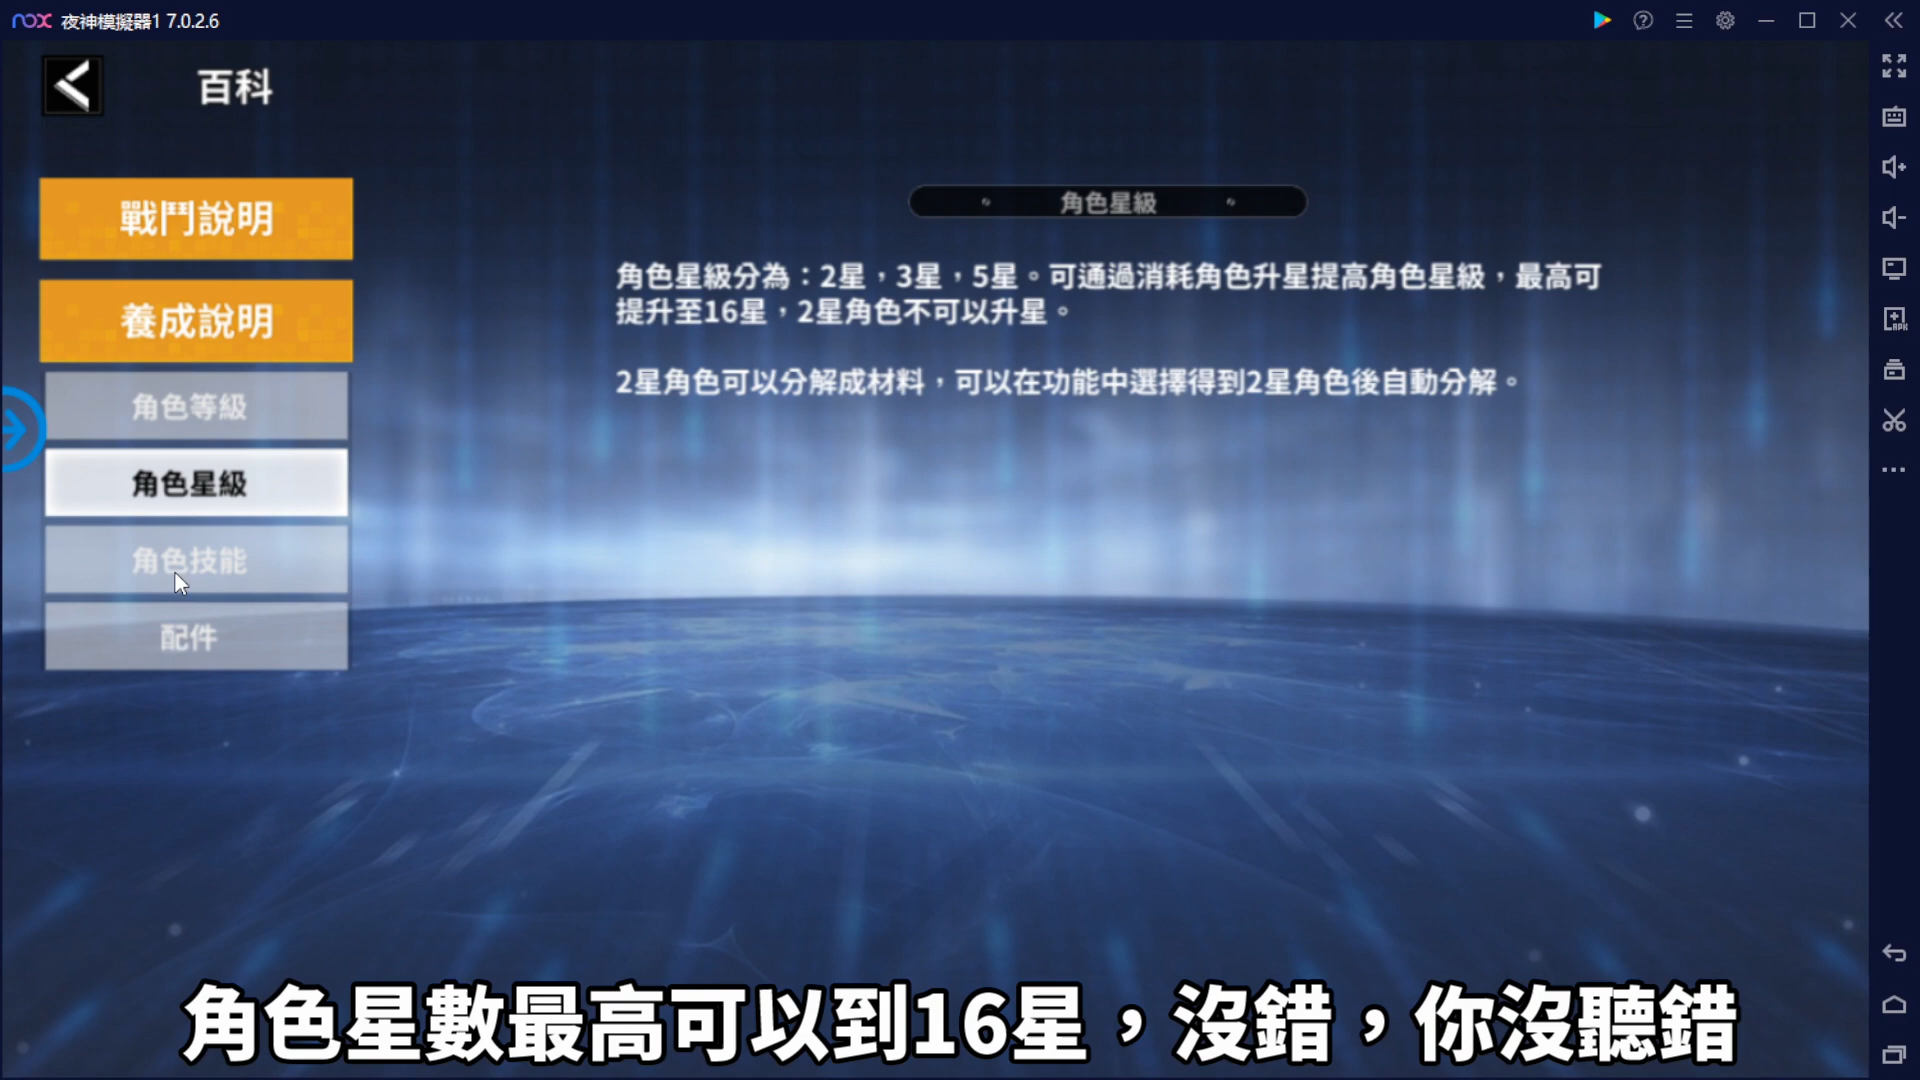 nox 夜神模擬器1 7.0.2.6
百科
戰鬥說明
養成說明
角色等級
角色星級
角色技能
配件
角色星級
角色星級分為：2星，3星，5星。可通過消耗角色升星提高角色星級，最高可
提升至16星，2星角色不可以升星。
2星角色可以分解成材料，可以在功能中選擇得到2星角色後自動分解。
APK
角色星數最高可以到16星，沒錯，你沒聽錯